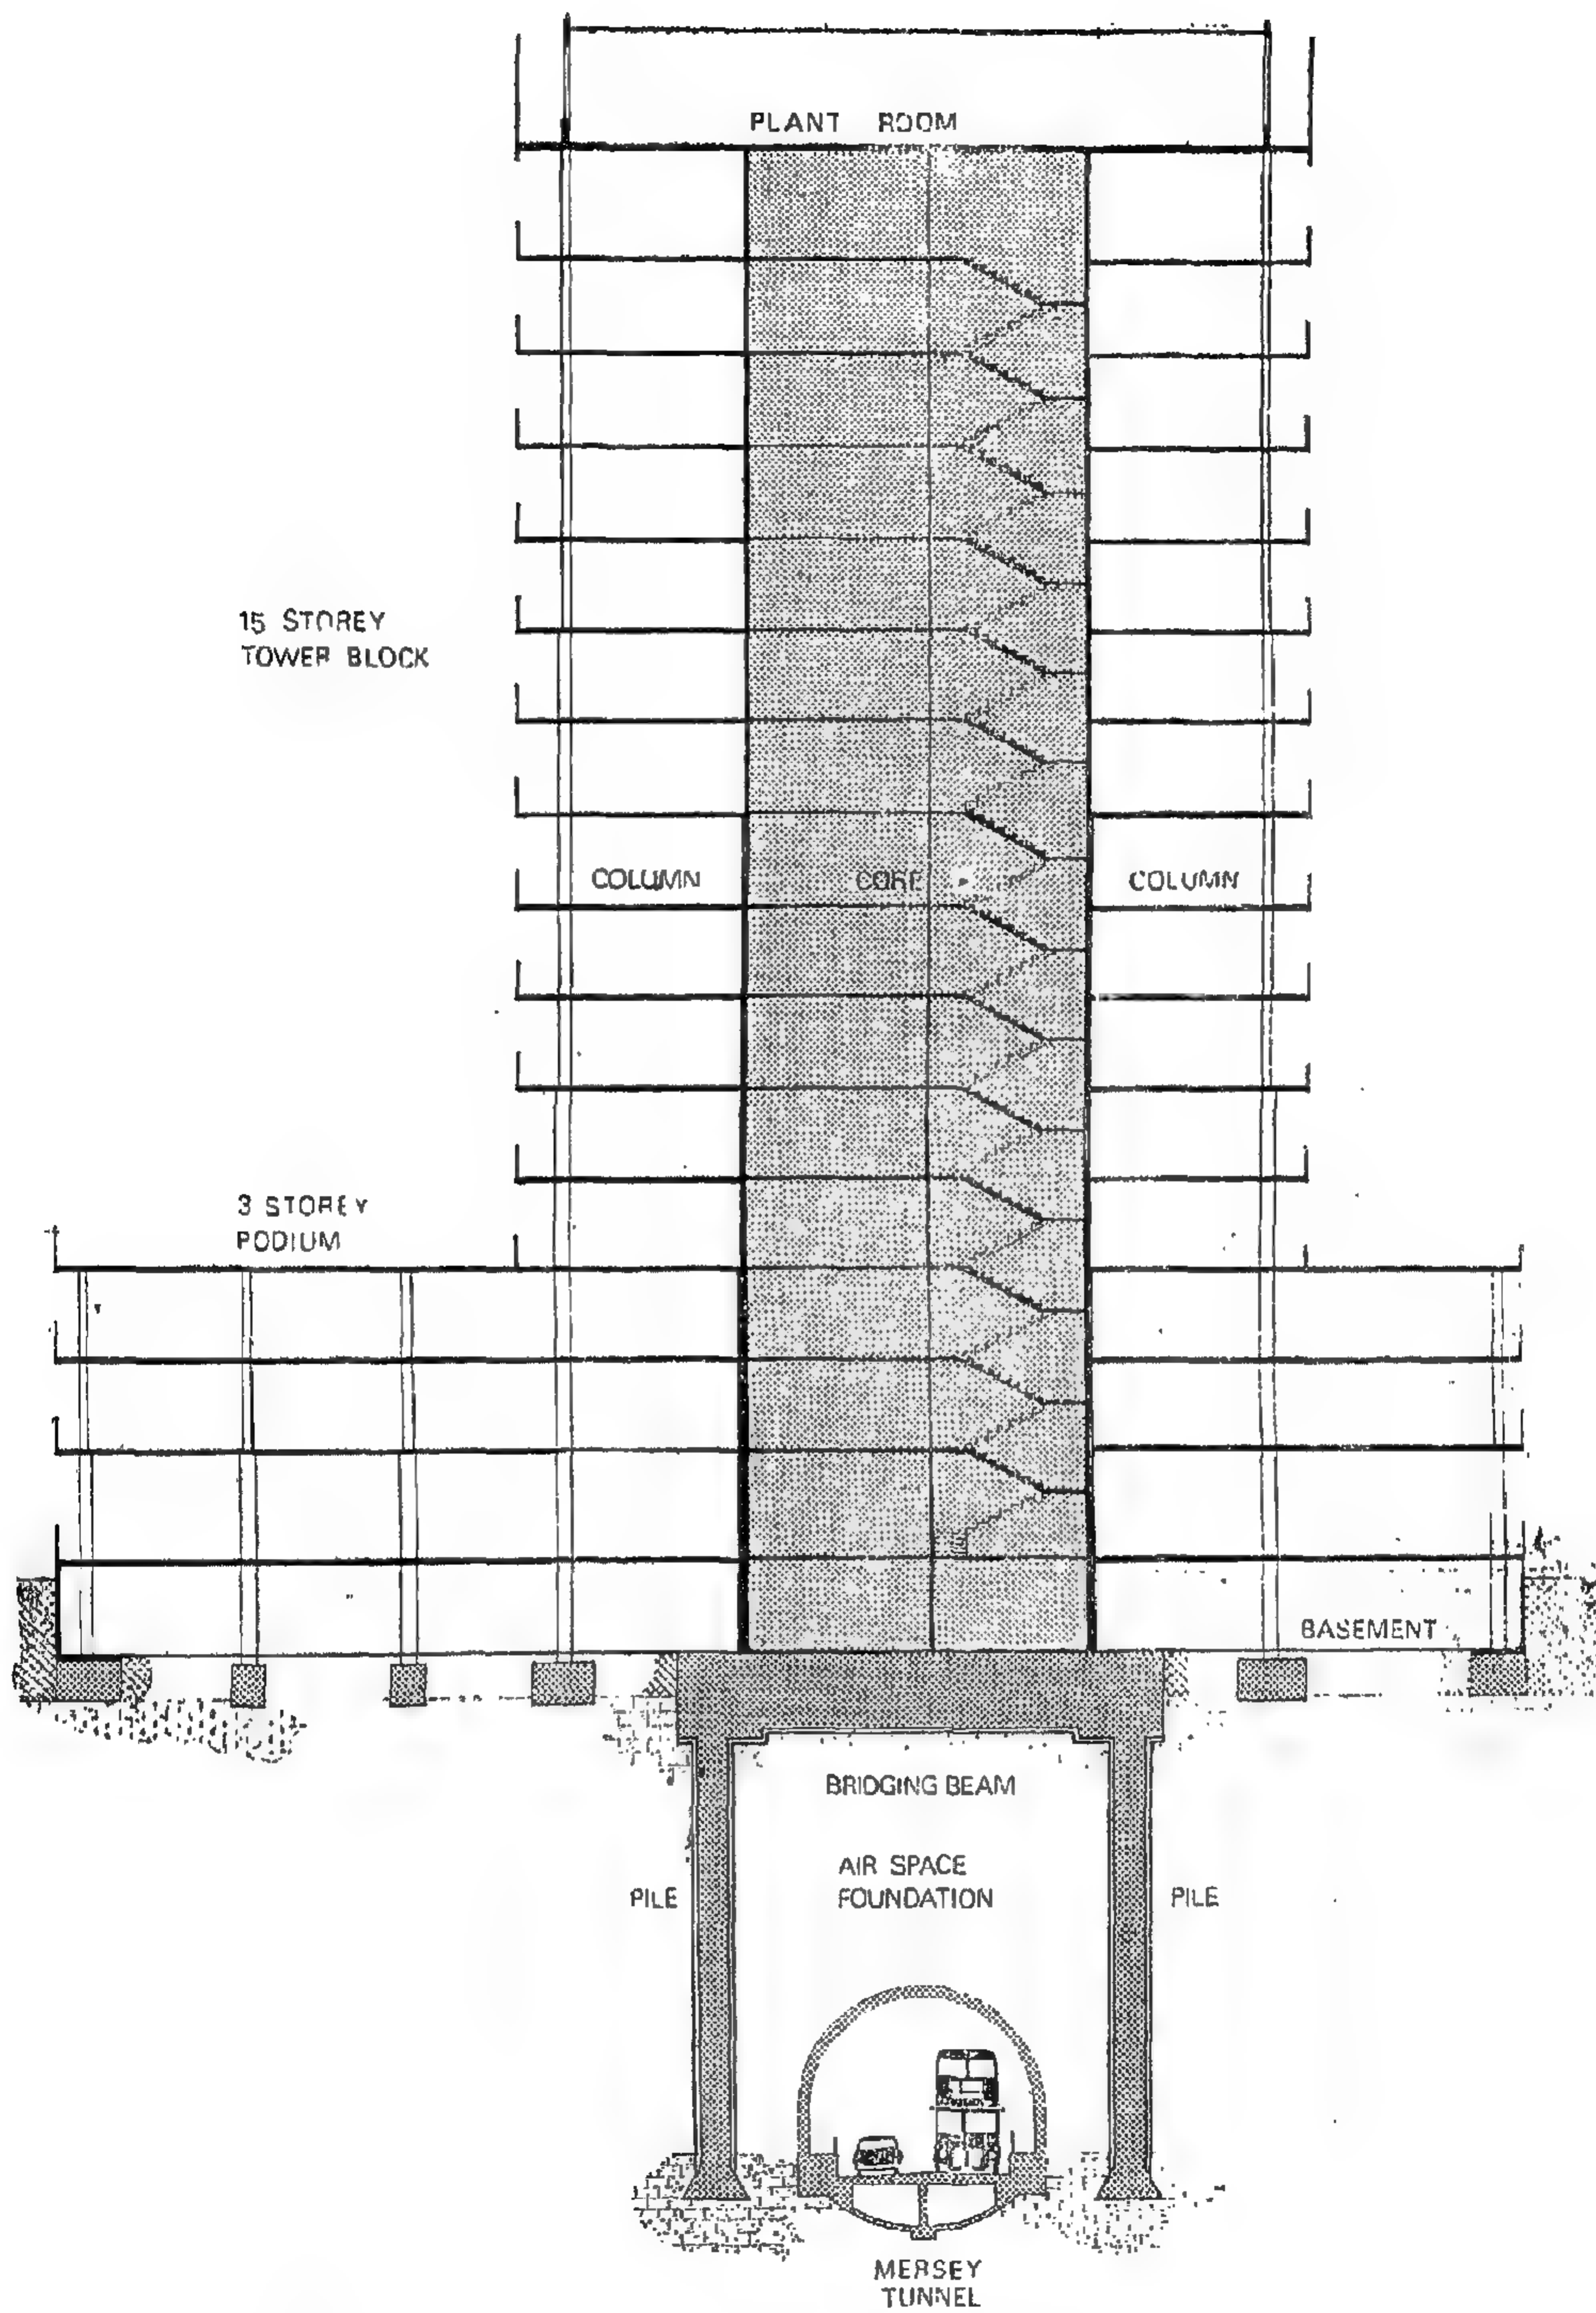 PLANT ROOM
15 STOREY
TOWER BLOCK
COLUMN
CORE
COLUMN
3 STOREY
PODIUM
BASEMENT
BRIDGING BEAM
AIR SPACE
FOUNDATION
PILE
PILE
MERSEY
TUNNEL